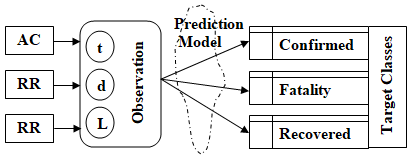 Prediction
Model
AC
RR
RR
t
d
L
Observation
Confirmed
Fatality
Recovered
Target Classes